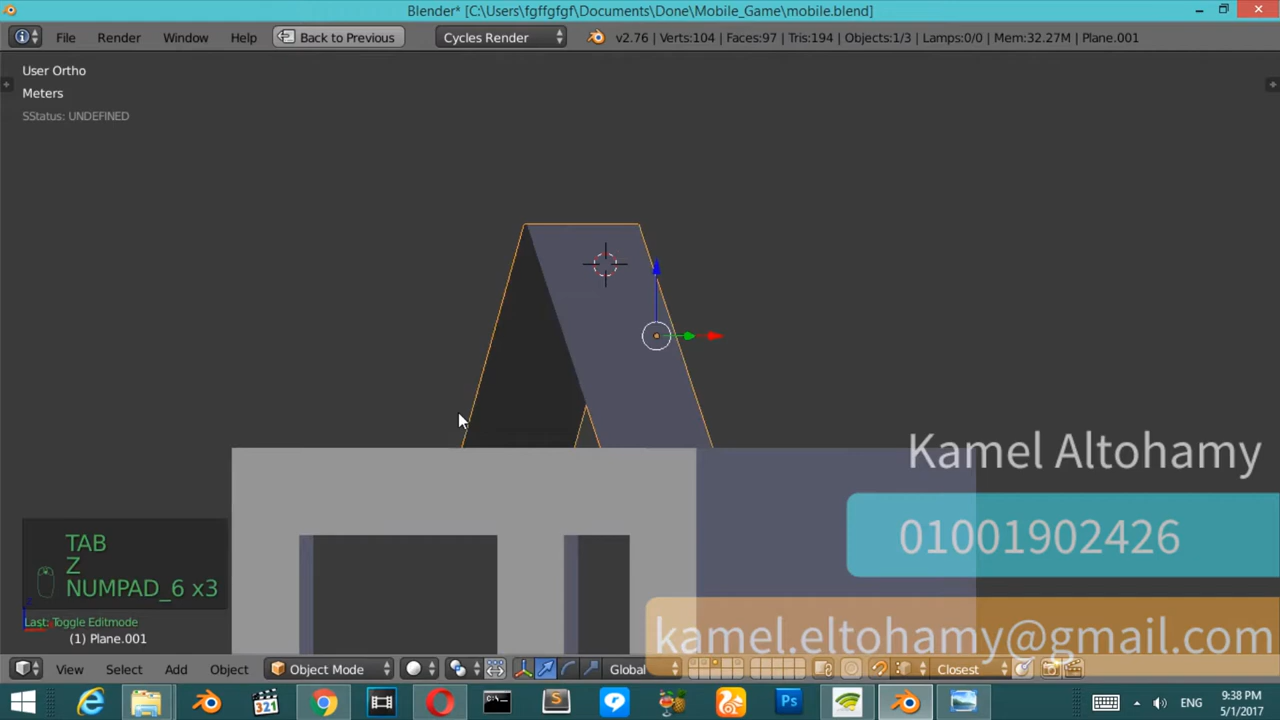 Blender* [C:\Users\fgffgfgf\Documents\Done\Mobile_Game\mobile.blend]
File Render Window Help Back to Previous Cycles Render v2.76 | Verts:104 | Faces:97 | Tris:194 | Objects:1/3 | Lamps:0/0 | Mem:32.27M | Plane.001
User Ortho
Meters
SStatus: UNDEFINED
Kamel Altohamy
01001902426
kamel.eltohamy@gmail.com
TAB
Z
NUMPAD_6 x3
Last: Toggle Editmode
(1) Plane.001
View Select Add Object Object Mode Global Closest
ENG
9:38 PM
5/1/2017